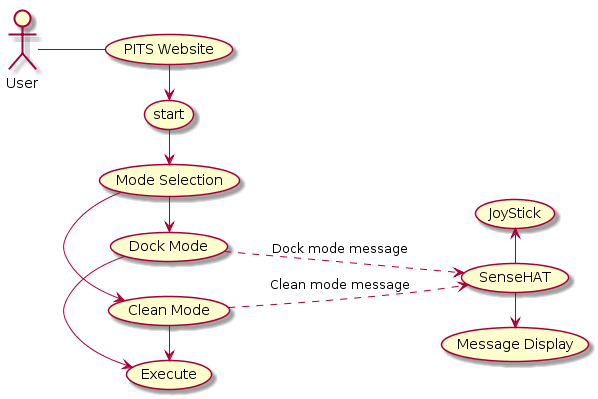 PITS Website
User
start
Mode Selection
JoyStick
Dock Mode
Dock mode message
SenseHAT
Clean mode message
Clean Mode
Message Display
Execute